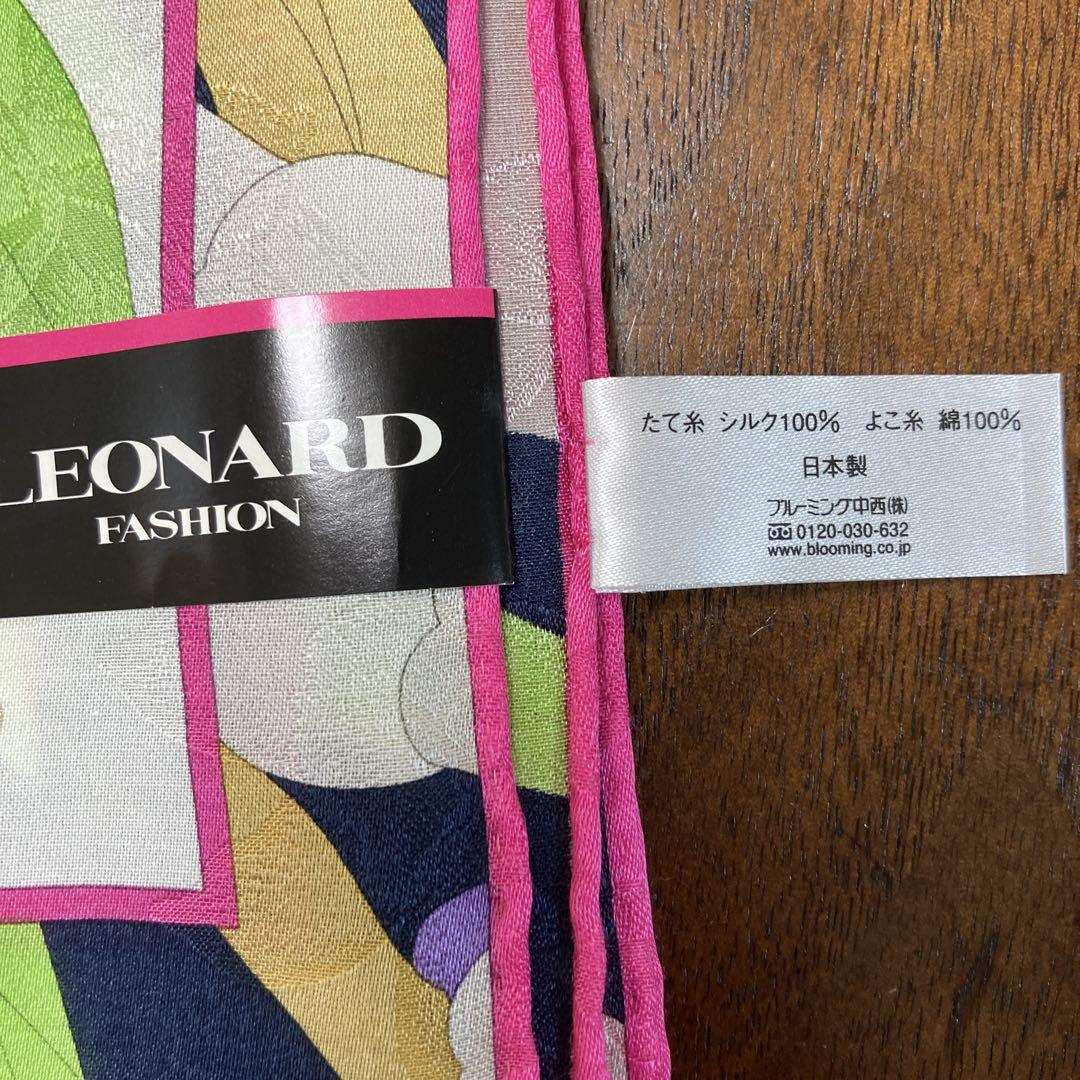 LEONARD
FASHION
たて糸 シルク100% よこ糸 綿100%
日本製
ブルーミング中西(株)
0120-030-632
www.blooming.co.jp